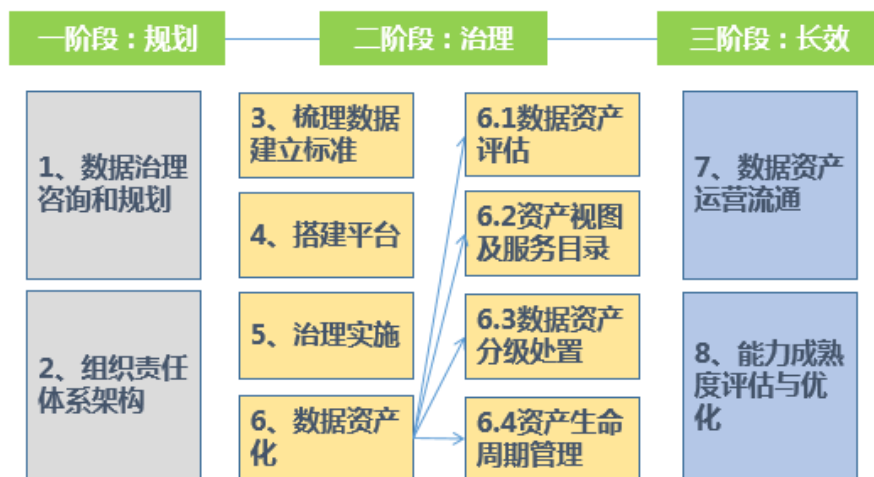 一阶段：规划
二阶段：治理
三阶段：长效
1、数据治理
咨询和规划
2、组织责任
体系架构
3、梳理数据
建立标准
4、搭建平台
5、治理实施
6、数据资产
化
6.1数据资产
评估
6.2资产视图
及服务目录
6.3数据资产
分级处置
6.4资产生命
周期管理
7、数据资产
运营流通
8、能力成熟
度评估与优
化